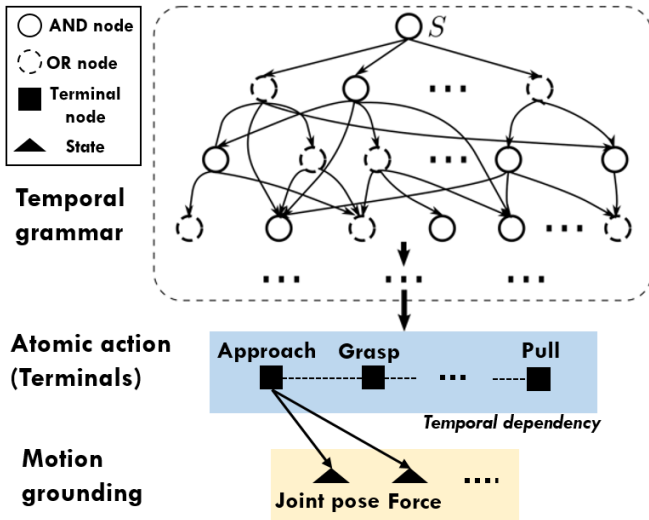 AND node
OR node
Terminal
node
State
S
Temporal
grammar
Atomic action
(Terminals)
Approach
Grasp
Pull
Temporal dependency
Motion
grounding
Joint pose
Force